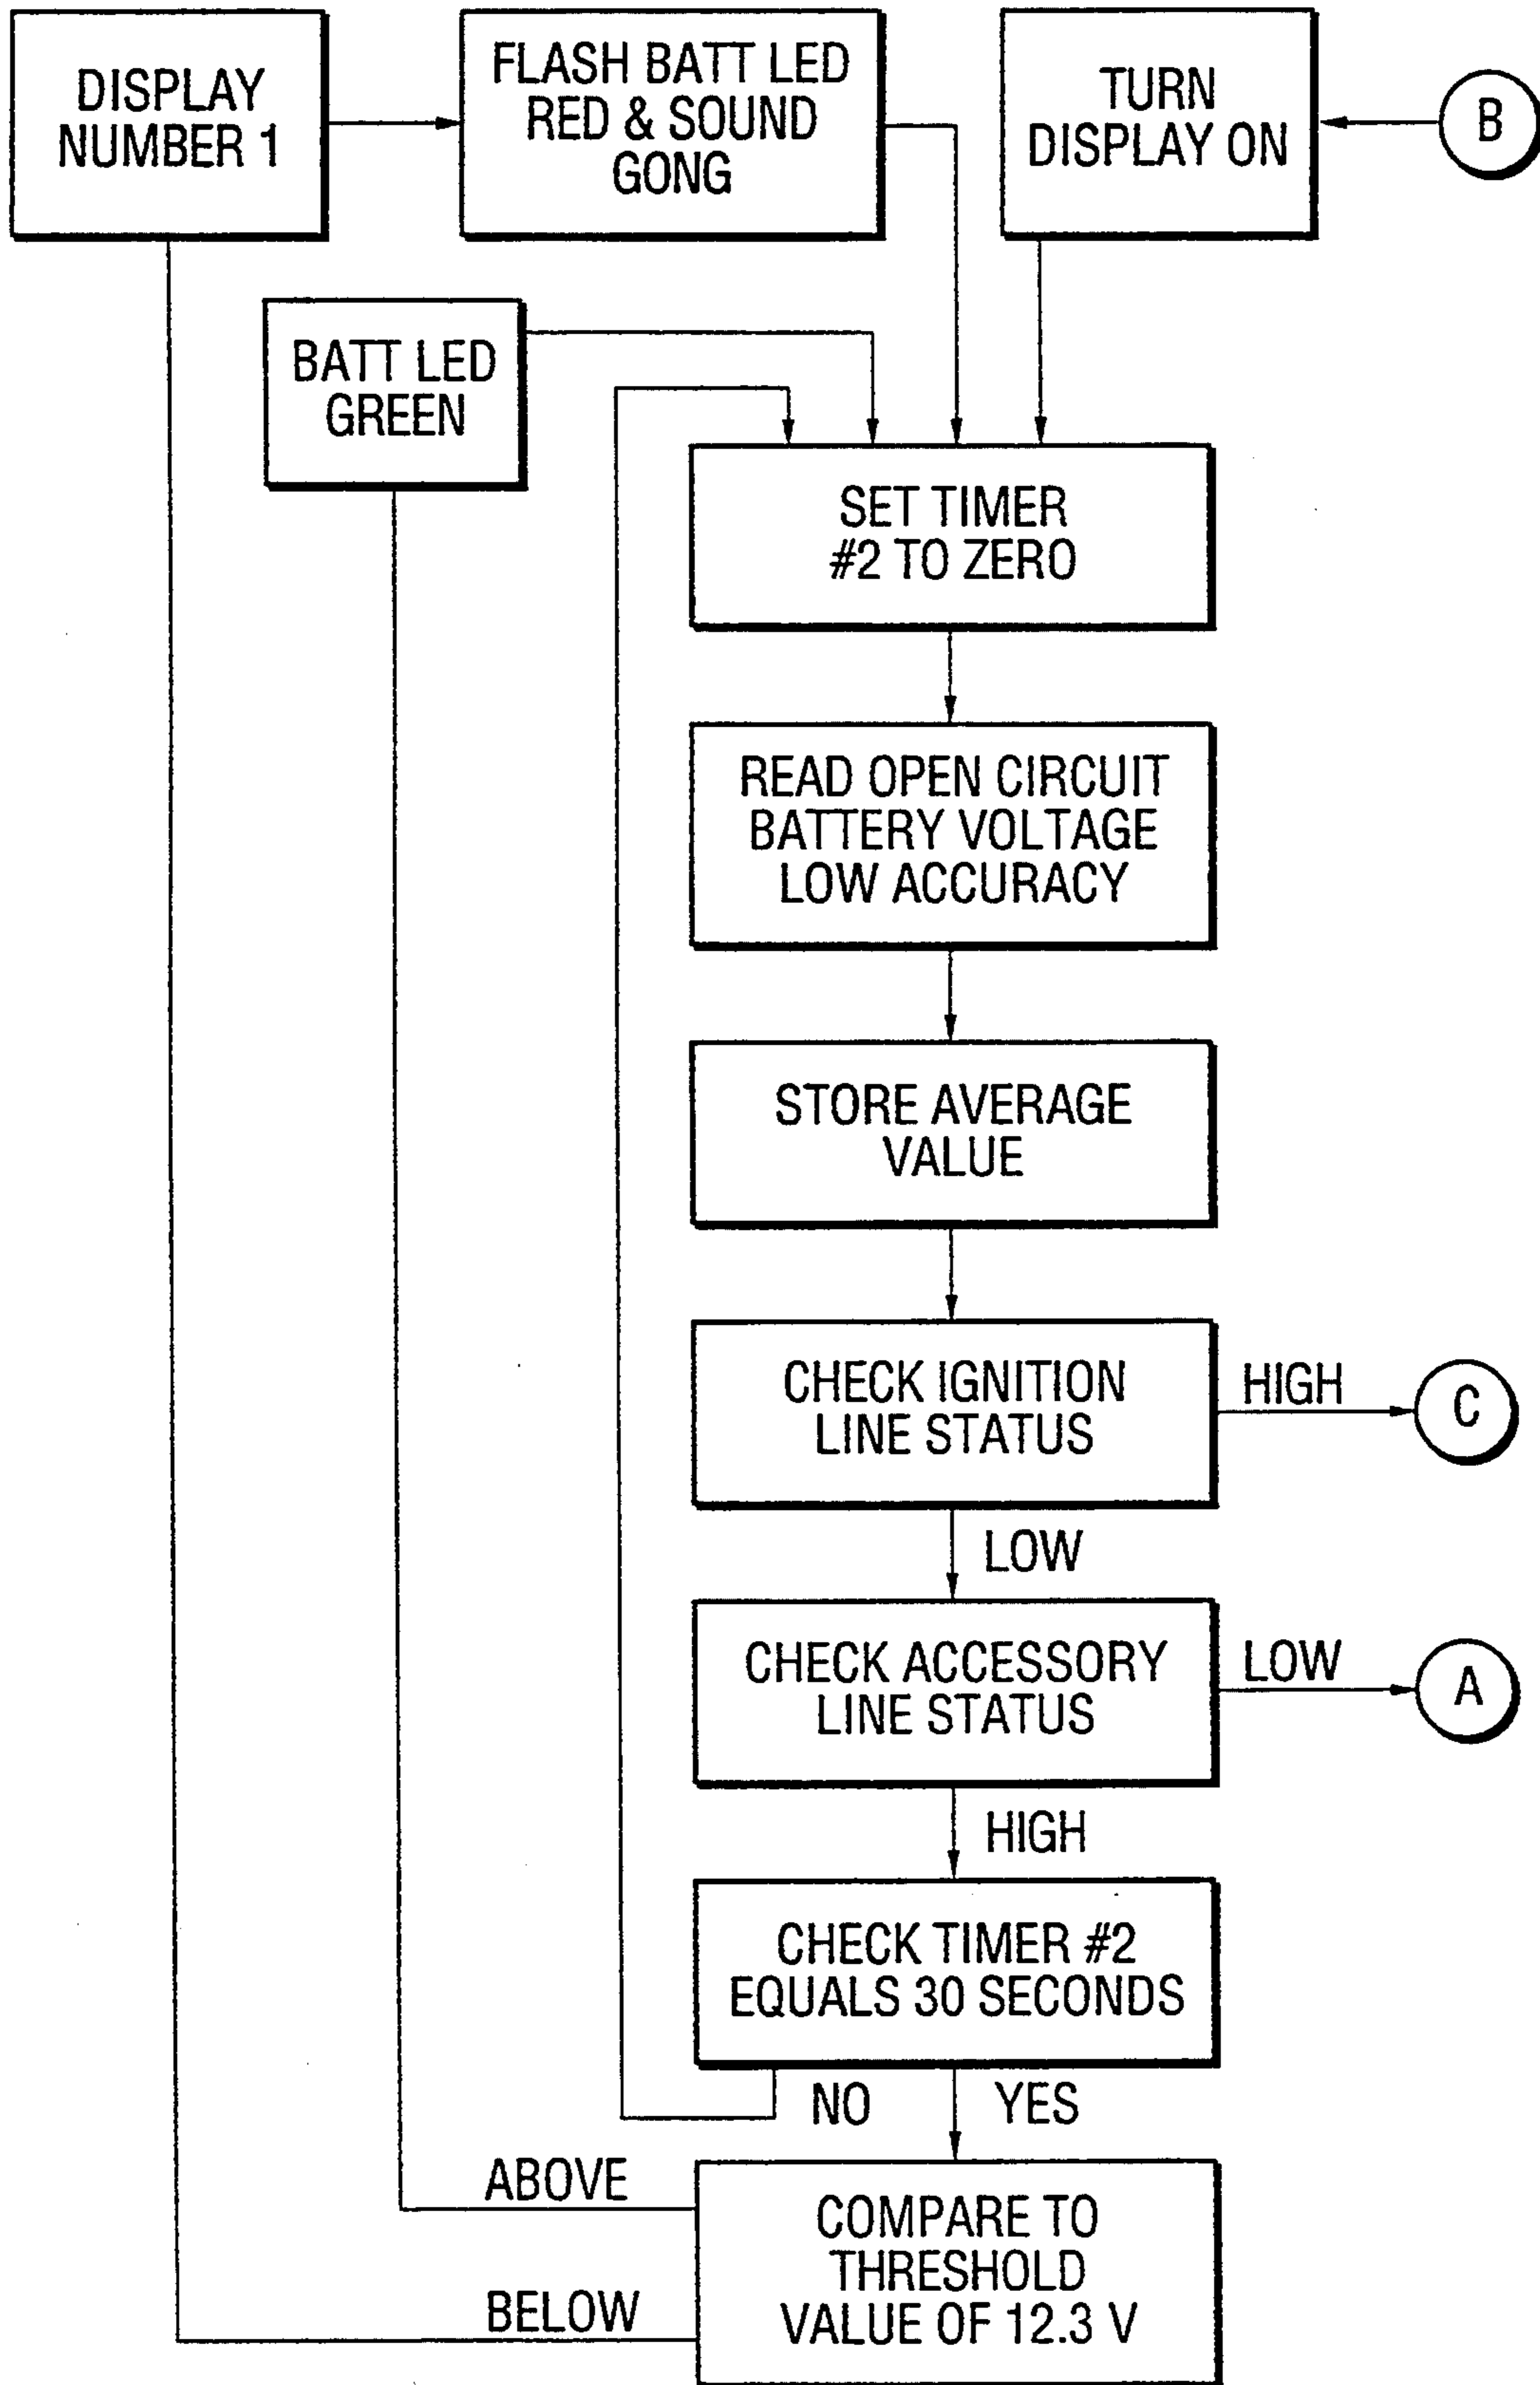 DISPLAY
NUMBER 1
FLASH BATT LED
RED & SOUND
GONG
TURN
DISPLAY ON
B
BATT LED
GREEN
SET TIMER
#2 TO ZERO
READ OPEN CIRCUIT
BATTERY VOLTAGE
LOW ACCURACY
STORE AVERAGE
VALUE
CHECK IGNITION
LINE STATUS
HIGH
C
LOW
CHECK ACCESSORY
LINE STATUS
LOW
A
HIGH
CHECK TIMER #2
EQUALS 30 SECONDS
NO
YES
ABOVE
BELOW
COMPARE TO
THRESHOLD
VALUE OF 12.3 V